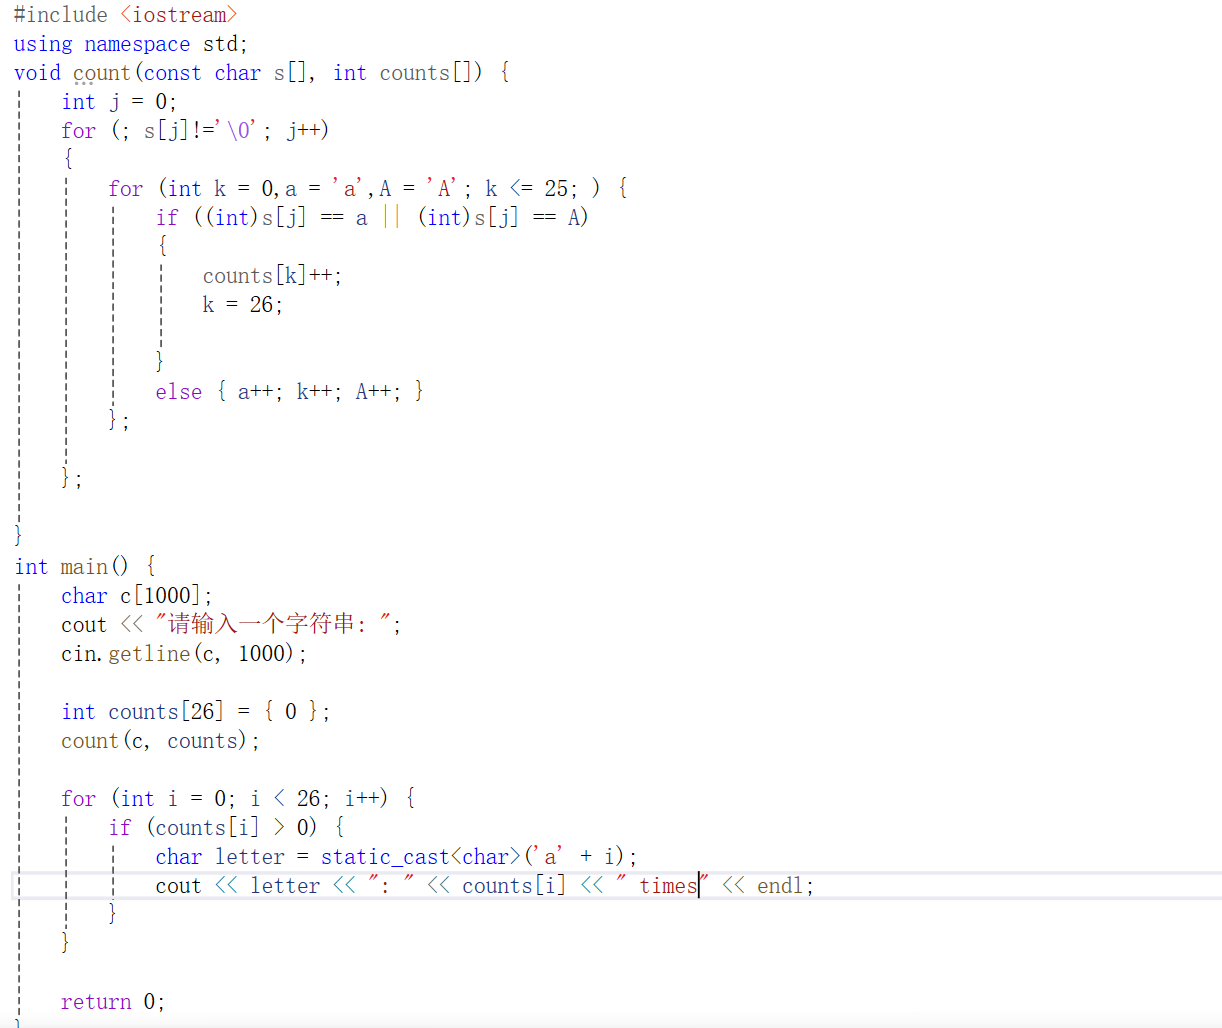 #include <iostream>
using namespace std;
void count(const char s[], int counts[]) {
int j = 0;
for (; s[j]!='\0'; j++)
{
for (int k = 0,a = 'a',A = 'A'; k <= 25; ) {
if ((int)s[j] == a || (int)s[j] == A)
{
counts[k]++;
k = 26;
}
else { a++; k++; A++; }
};
};
}
int main() {
char c[1000];
cout << "请输入一个字符串: ";
cin.getline(c, 1000);
int counts[26] = { 0 };
count(c, counts);
for (int i = 0; i < 26; i++) {
if (counts[i] > 0) {
char letter = static_cast<char>('a' + i);
cout << letter << ": " << counts[i] << " times" << endl;
}
}
return 0;
}